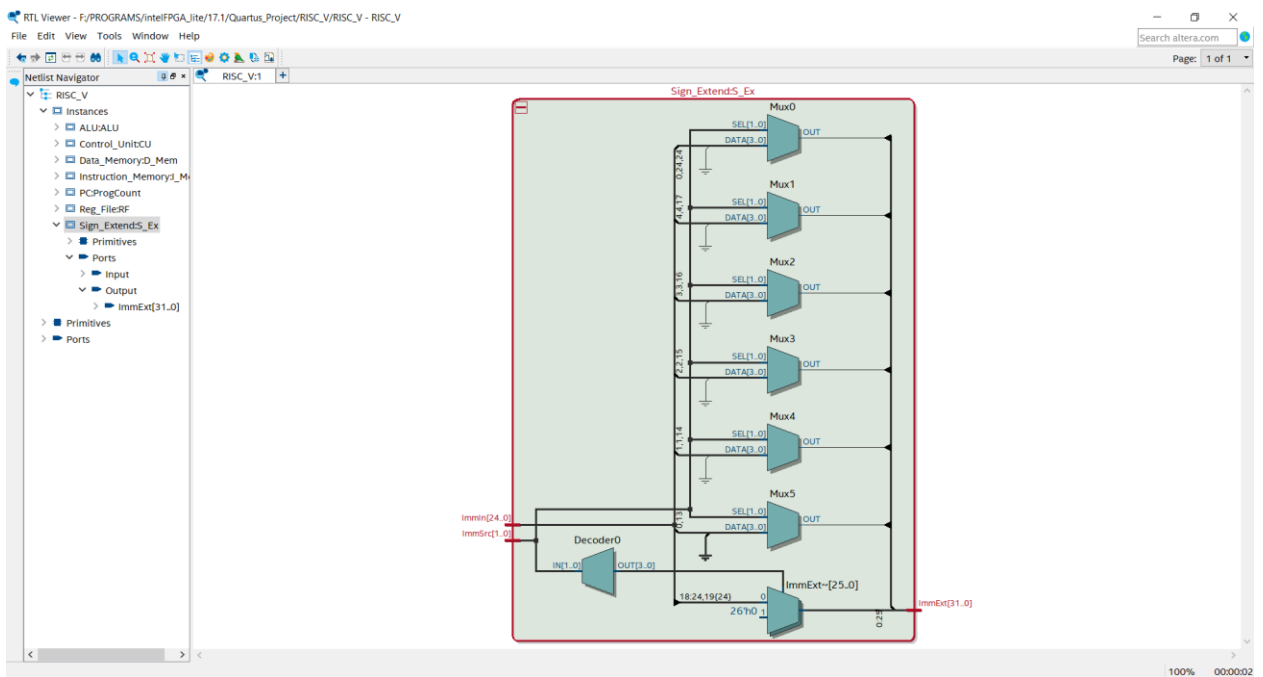 RTL Viewer - F:/PROGRAMS/intelFPGA_lite/17.1/Quartus_Project/RISC_V/RISC_V - RISC_V
File Edit View Tools Window Help
Search altera.com
Page: 1 of 1
Netlist Navigator
RISC_V:1
RISC_V
Instances
ALU:ALU
Control_Unit:CU
Data_Memory:D_Mem
Instruction_Memory:I_M
PC:ProgCount
Reg_File:RF
Sign_Extend:S_Ex
Primitives
Ports
Input
Output
ImmExt[31..0]
Primitives
Ports
Sign_Extend:S_Ex
Mux0
SEL[1..0]
OUT
DATA[3..0]
0,24,24
Mux1
SEL[1..0]
OUT
DATA[3..0]
4,4,17
Mux2
SEL[1..0]
OUT
DATA[3..0]
3,3,16
Mux3
SEL[1..0]
OUT
DATA[3..0]
2,2,15
Mux4
SEL[1..0]
OUT
DATA[3..0]
1,1,14
Mux5
SEL[1..0]
OUT
DATA[3..0]
0,13
ImmIn[24..0]
ImmSrc[1..0]
Decoder0
IN[1..0]
OUT[3..0]
ImmExt~[25..0]
18:24,19{24}
0
26'h0
1
0:25
ImmExt[31..0]
100% 00:00:02